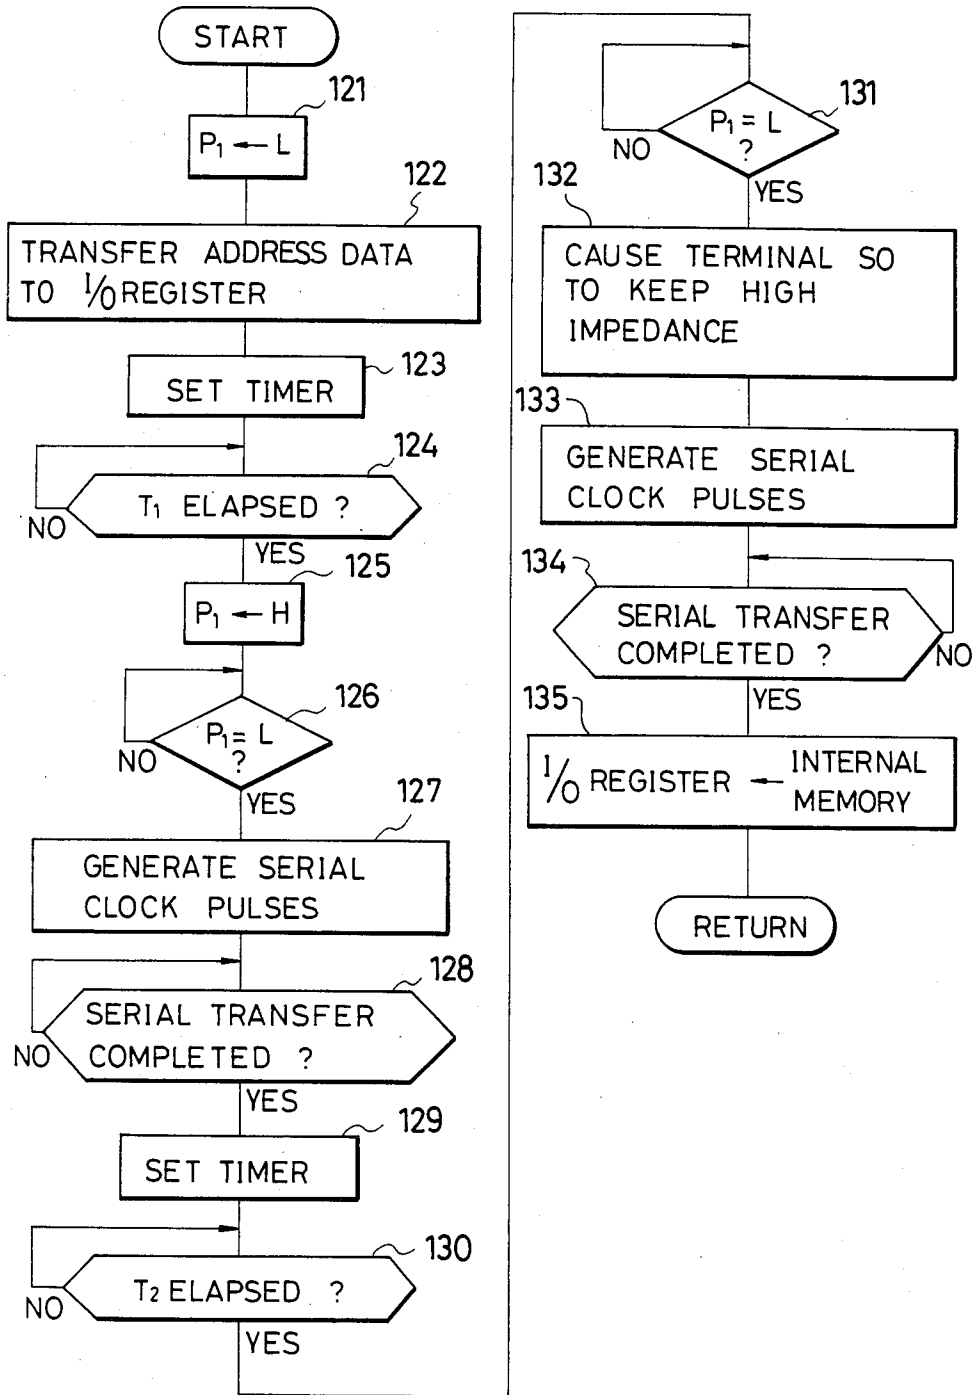 START
121
P1 ← L
122
TRANSFER ADDRESS DATA
TO I/O REGISTER
123
SET TIMER
124
T1 ELAPSED ?
NO
YES
125
P1 ← H
126
P1 = L
?
NO
YES
127
GENERATE SERIAL
CLOCK PULSES
128
SERIAL TRANSFER
COMPLETED ?
NO
YES
129
SET TIMER
130
T2 ELAPSED ?
NO
YES
131
P1 = L
?
NO
YES
132
CAUSE TERMINAL SO
TO KEEP HIGH
IMPEDANCE
133
GENERATE SERIAL
CLOCK PULSES
134
SERIAL TRANSFER
COMPLETED ?
NO
YES
135
I/O REGISTER ← INTERNAL
MEMORY
RETURN